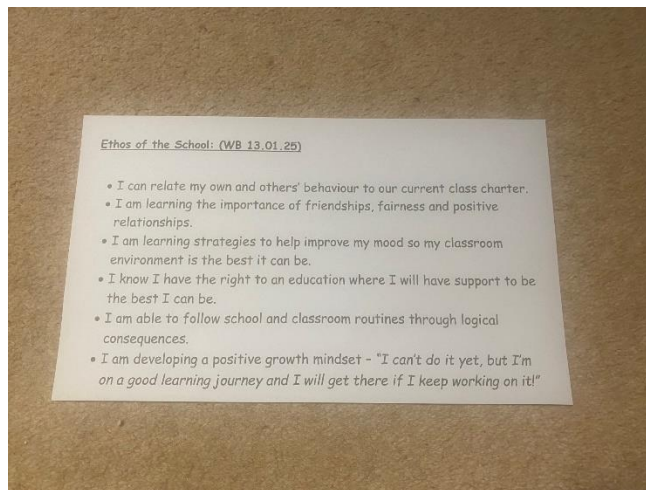 Ethos of the School: (WB 13.01.25)
• I can relate my own and others' behaviour to our current class charter.
• I am learning the importance of friendships, fairness and positive
relationships.
• I am learning strategies to help improve my mood so my classroom
environment is the best it can be.
• I know I have the right to an education where I will have support to be
the best I can be.
• I am able to follow school and classroom routines through logical
consequences.
• I am developing a positive growth mindset – "I can't do it yet, but I'm
on a good learning journey and I will get there if I keep working on it!"